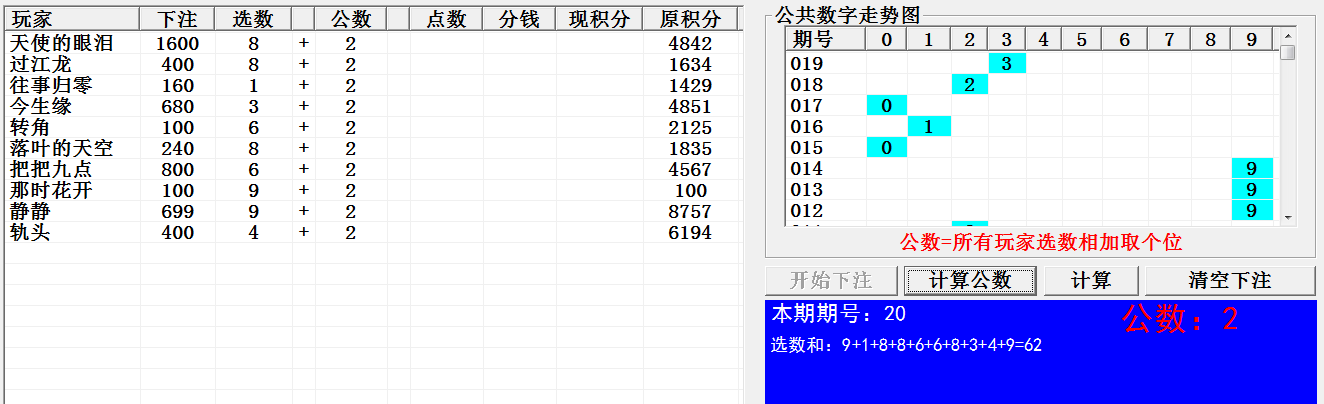 玩家 下注 选数 公数 点数 分钱 现积分 原积分
天使的眼泪 1600 8 + 2 4842
过江龙 400 8 + 2 1634
往事归零 160 1 + 2 1429
今生缘 680 3 + 2 4851
转角 100 6 + 2 2125
落叶的天空 240 8 + 2 1835
把把九点 800 6 + 2 4567
那时花开 100 9 + 2 100
静静 699 9 + 2 8757
轨头 400 4 + 2 6194
公共数字走势图
期号 0 1 2 3 4 5 6 7 8 9
019 3
018 2
017 0
016 1
015 0
014 9
013 9
012 9
公数=所有玩家选数相加取个位
开始下注 计算公数 计算 清空下注
本期期号：20 公数：2
选数和：9+1+8+8+6+6+8+3+4+9=62